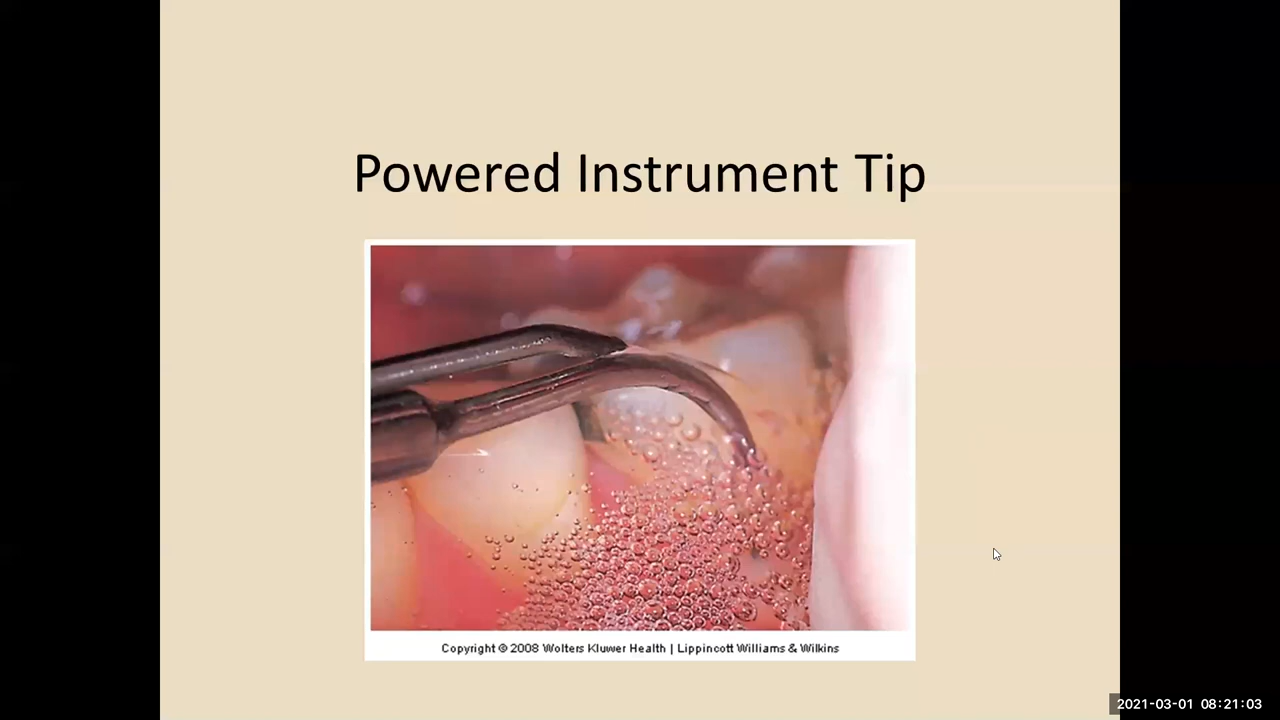 Powered Instrument Tip
Copyright © 2008 Wolters Kluwer Health | Lippincott Williams & Wilkins
2021-03-01 08:21:03